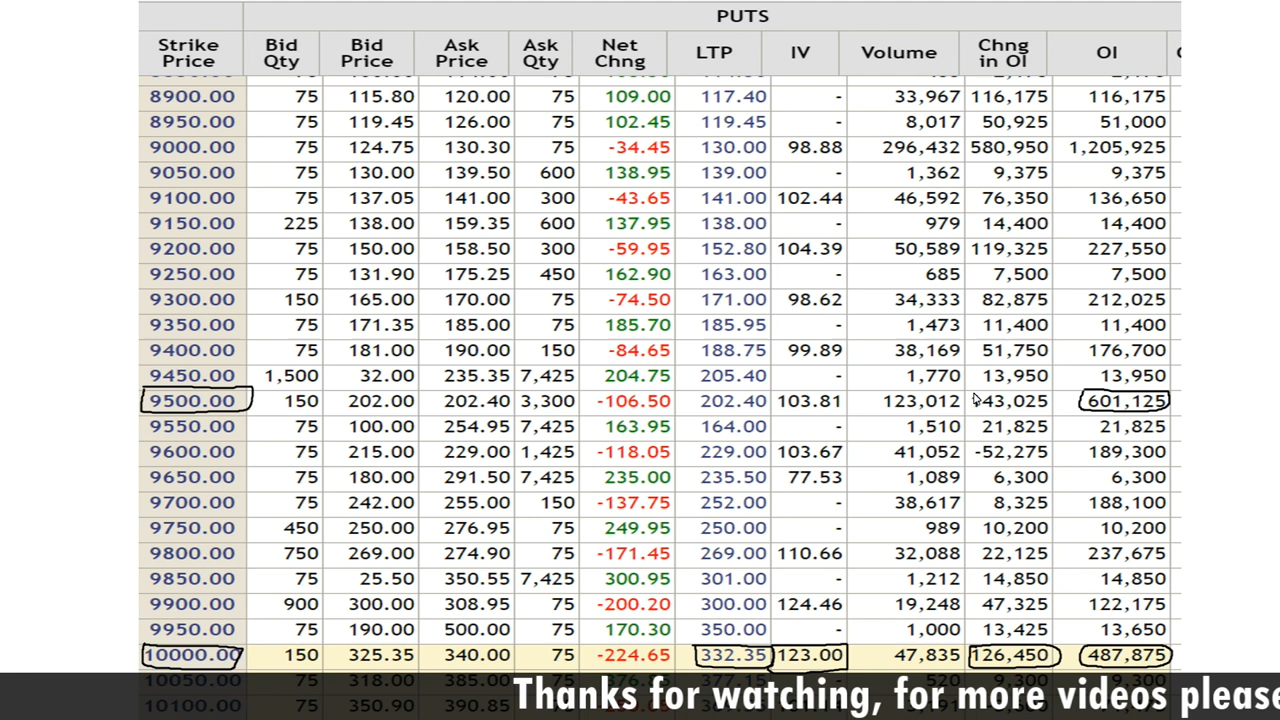 PUTS
Strike Price Bid Qty Bid Price Ask Price Ask Qty Net Chng LTP IV Volume Chng in OI OI
8900.00 75 115.80 120.00 75 109.00 117.40 - 33,967 116,175 116,175
8950.00 75 119.45 126.00 75 102.45 119.45 - 8,017 50,925 51,000
9000.00 75 124.75 130.30 75 -34.45 130.00 98.88 296,432 580,950 1,205,925
9050.00 75 130.00 139.50 600 138.95 139.00 - 1,362 9,375 9,375
9100.00 75 137.05 141.00 300 -43.65 141.00 102.44 46,592 76,350 136,650
9150.00 225 138.00 159.35 600 137.95 138.00 - 979 14,400 14,400
9200.00 75 150.00 158.50 300 -59.95 152.80 104.39 50,589 119,325 227,550
9250.00 75 131.90 175.25 450 162.90 163.00 - 685 7,500 7,500
9300.00 150 165.00 170.00 75 -74.50 171.00 98.62 34,333 82,875 212,025
9350.00 75 171.35 185.00 75 185.70 185.95 - 1,473 11,400 11,400
9400.00 75 181.00 190.00 150 -84.65 188.75 99.89 38,169 51,750 176,700
9450.00 1,500 32.00 235.35 7,425 204.75 205.40 - 1,770 13,950 13,950
9500.00 150 202.00 202.40 3,300 -106.50 202.40 103.81 123,012 43,025 601,125
9550.00 75 100.00 254.95 7,425 163.95 164.00 - 1,510 21,825 21,825
9600.00 75 215.00 229.00 1,425 -118.05 229.00 103.67 41,052 -52,275 189,300
9650.00 75 180.00 291.50 7,425 235.00 235.50 77.53 1,089 6,300 6,300
9700.00 75 242.00 255.00 150 -137.75 252.00 - 38,617 8,325 188,100
9750.00 450 250.00 276.95 75 249.95 250.00 - 989 10,200 10,200
9800.00 750 269.00 274.90 75 -171.45 269.00 110.66 32,088 22,125 237,675
9850.00 75 25.50 350.55 7,425 300.95 301.00 - 1,212 14,850 14,850
9900.00 900 300.00 308.95 75 -200.20 300.00 124.46 19,248 47,325 122,175
9950.00 75 190.00 500.00 75 170.30 350.00 - 1,000 13,425 13,650
10000.00 150 325.35 340.00 75 -224.65 332.35 123.00 47,835 126,450 487,875
10050.00 75 318.00 385.00 75 377.15 520 9,300 9,300
10100.00 75 350.90 390.85 75
Thanks for watching, for more videos please